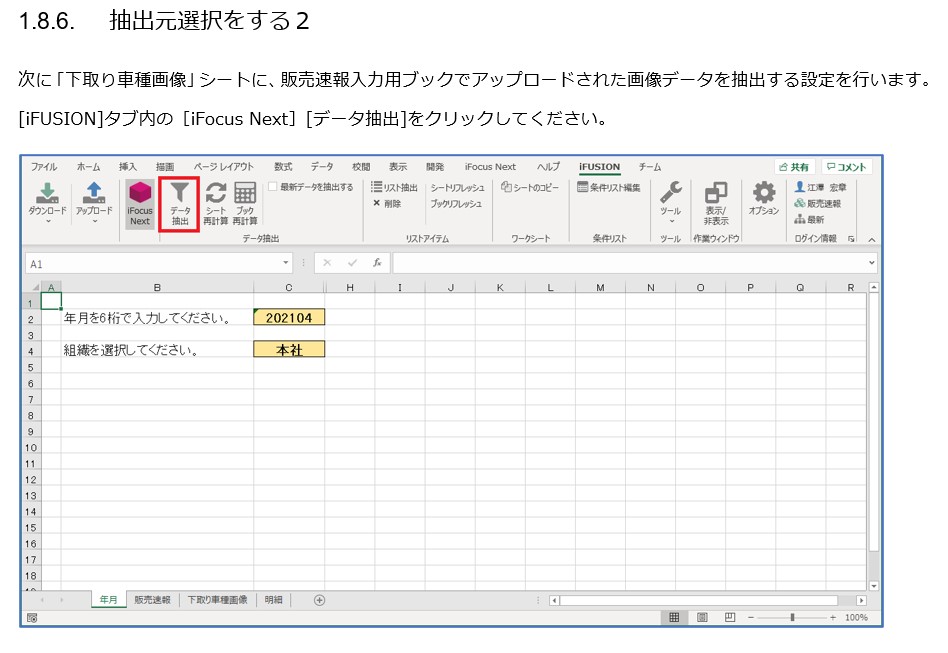 1.8.6. 抽出元選択をする２
次に「下取り車種画像」シートに、販売速報入力用ブックでアップロードされた画像データを抽出する設定を行います。
[iFUSION]タブ内の［iFocus Next］[データ抽出]をクリックしてください。
ファイル ホーム 挿入 描画 ページ レイアウト 数式 データ 校閲 表示 開発 iFocus Next ヘルプ iFUSION チーム 共有 コメント
ダウンロード アップロード iFocus Next データ抽出 シート再計算 ブック再計算 最新データを抽出する リスト抽出 シートリフレッシュ シートのコピー 条件リスト編集 ツール 表示/非表示 オプション 江澤 宏章
削除 ブックリフレッシュ 販売速報
最新
データ抽出 リストアイテム ワークシート 条件リスト ツール 作業ウィンドウ ログイン情報
A1 fx
A B C H I J K L M N O P Q R
1
2 年月を6桁で入力してください。 202104
3
4 組織を選択してください。 本社
5
6
7
8
9
10
11
12
13
14
15
16
17
18
年月 販売速報 下取り車種画像 明細
100%